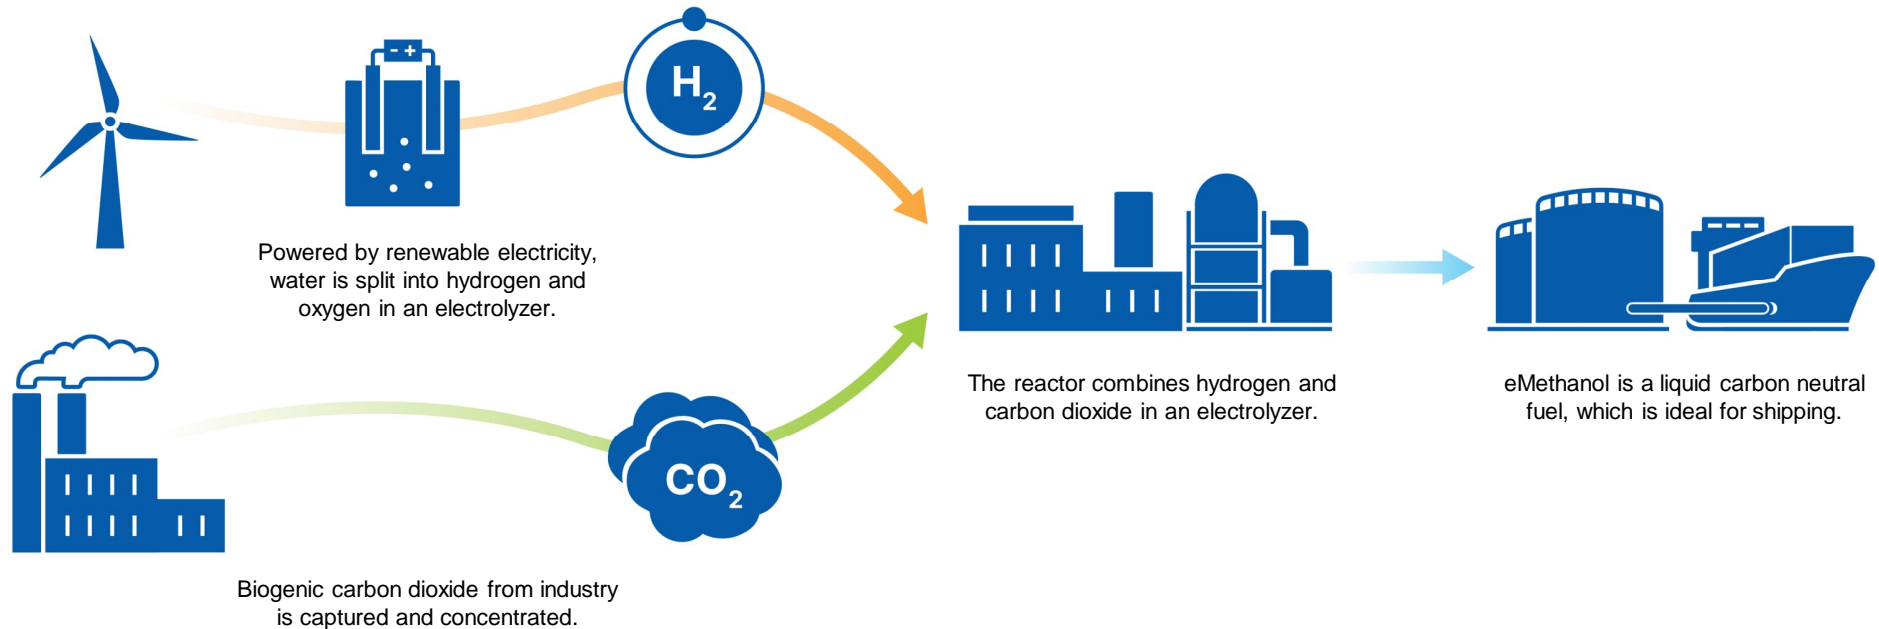 - +
H₂
Powered by renewable electricity,
water is split into hydrogen and
oxygen in an electrolyzer.
The reactor combines hydrogen and
carbon dioxide in an electrolyzer.
eMethanol is a liquid carbon neutral
fuel, which is ideal for shipping.
CO₂
Biogenic carbon dioxide from industry
is captured and concentrated.